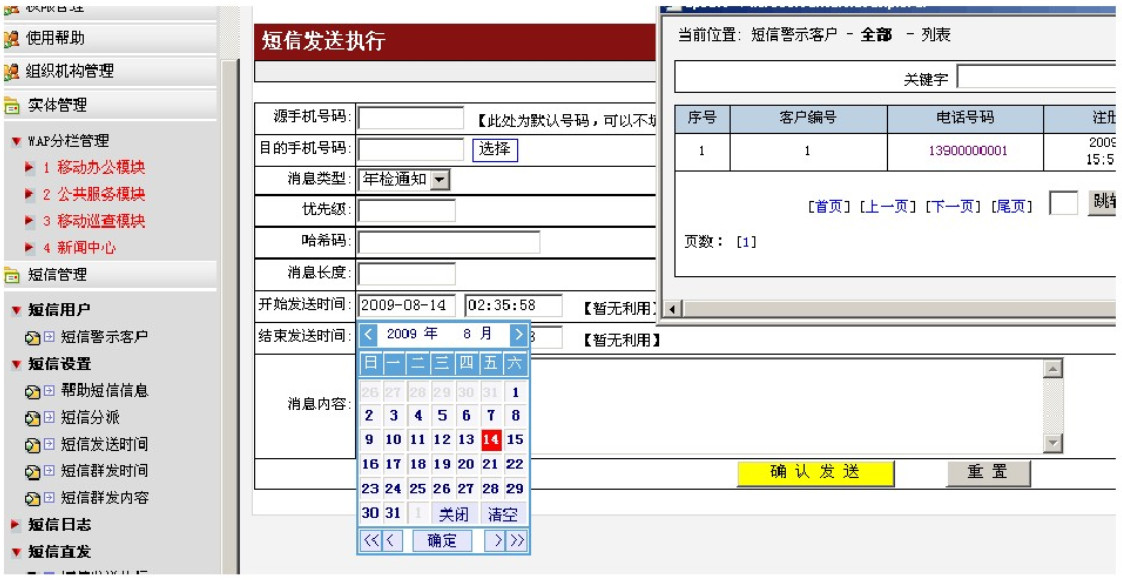 使用帮助
组织机构管理
实体管理
WAP分栏管理
1 移动办公模块
2 公共服务模块
3 移动巡查模块
4 新闻中心
短信管理
短信用户
短信警示客户
短信设置
帮助短信信息
短信分派
短信发送时间
短信群发时间
短信群发内容
短信日志
短信直发
短信发送执行
源手机号码: 【此处为默认号码，可以不
目的手机号码: 选择
消息类型: 年检通知
优先级:
哈希码:
消息长度:
开始发送时间: 2009-08-14 02:35:58 【暂无利用】
结束发送时间: 【暂无利用】
消息内容:
2009 年 8 月
日 一 二 三 四 五 六
26 27 28 29 30 31 1
2 3 4 5 6 7 8
9 10 11 12 13 14 15
16 17 18 19 20 21 22
23 24 25 26 27 28 29
30 31 1 关闭 清空
<< < 确定 > >>
确认发送 重置
当前位置: 短信警示客户 - 全部 - 列表
关键字
序号 客户编号 电话号码 注册
1 1 13900000001 2009
15:5
[首页] [上一页] [下一页] [尾页] 跳转
页数： [1]